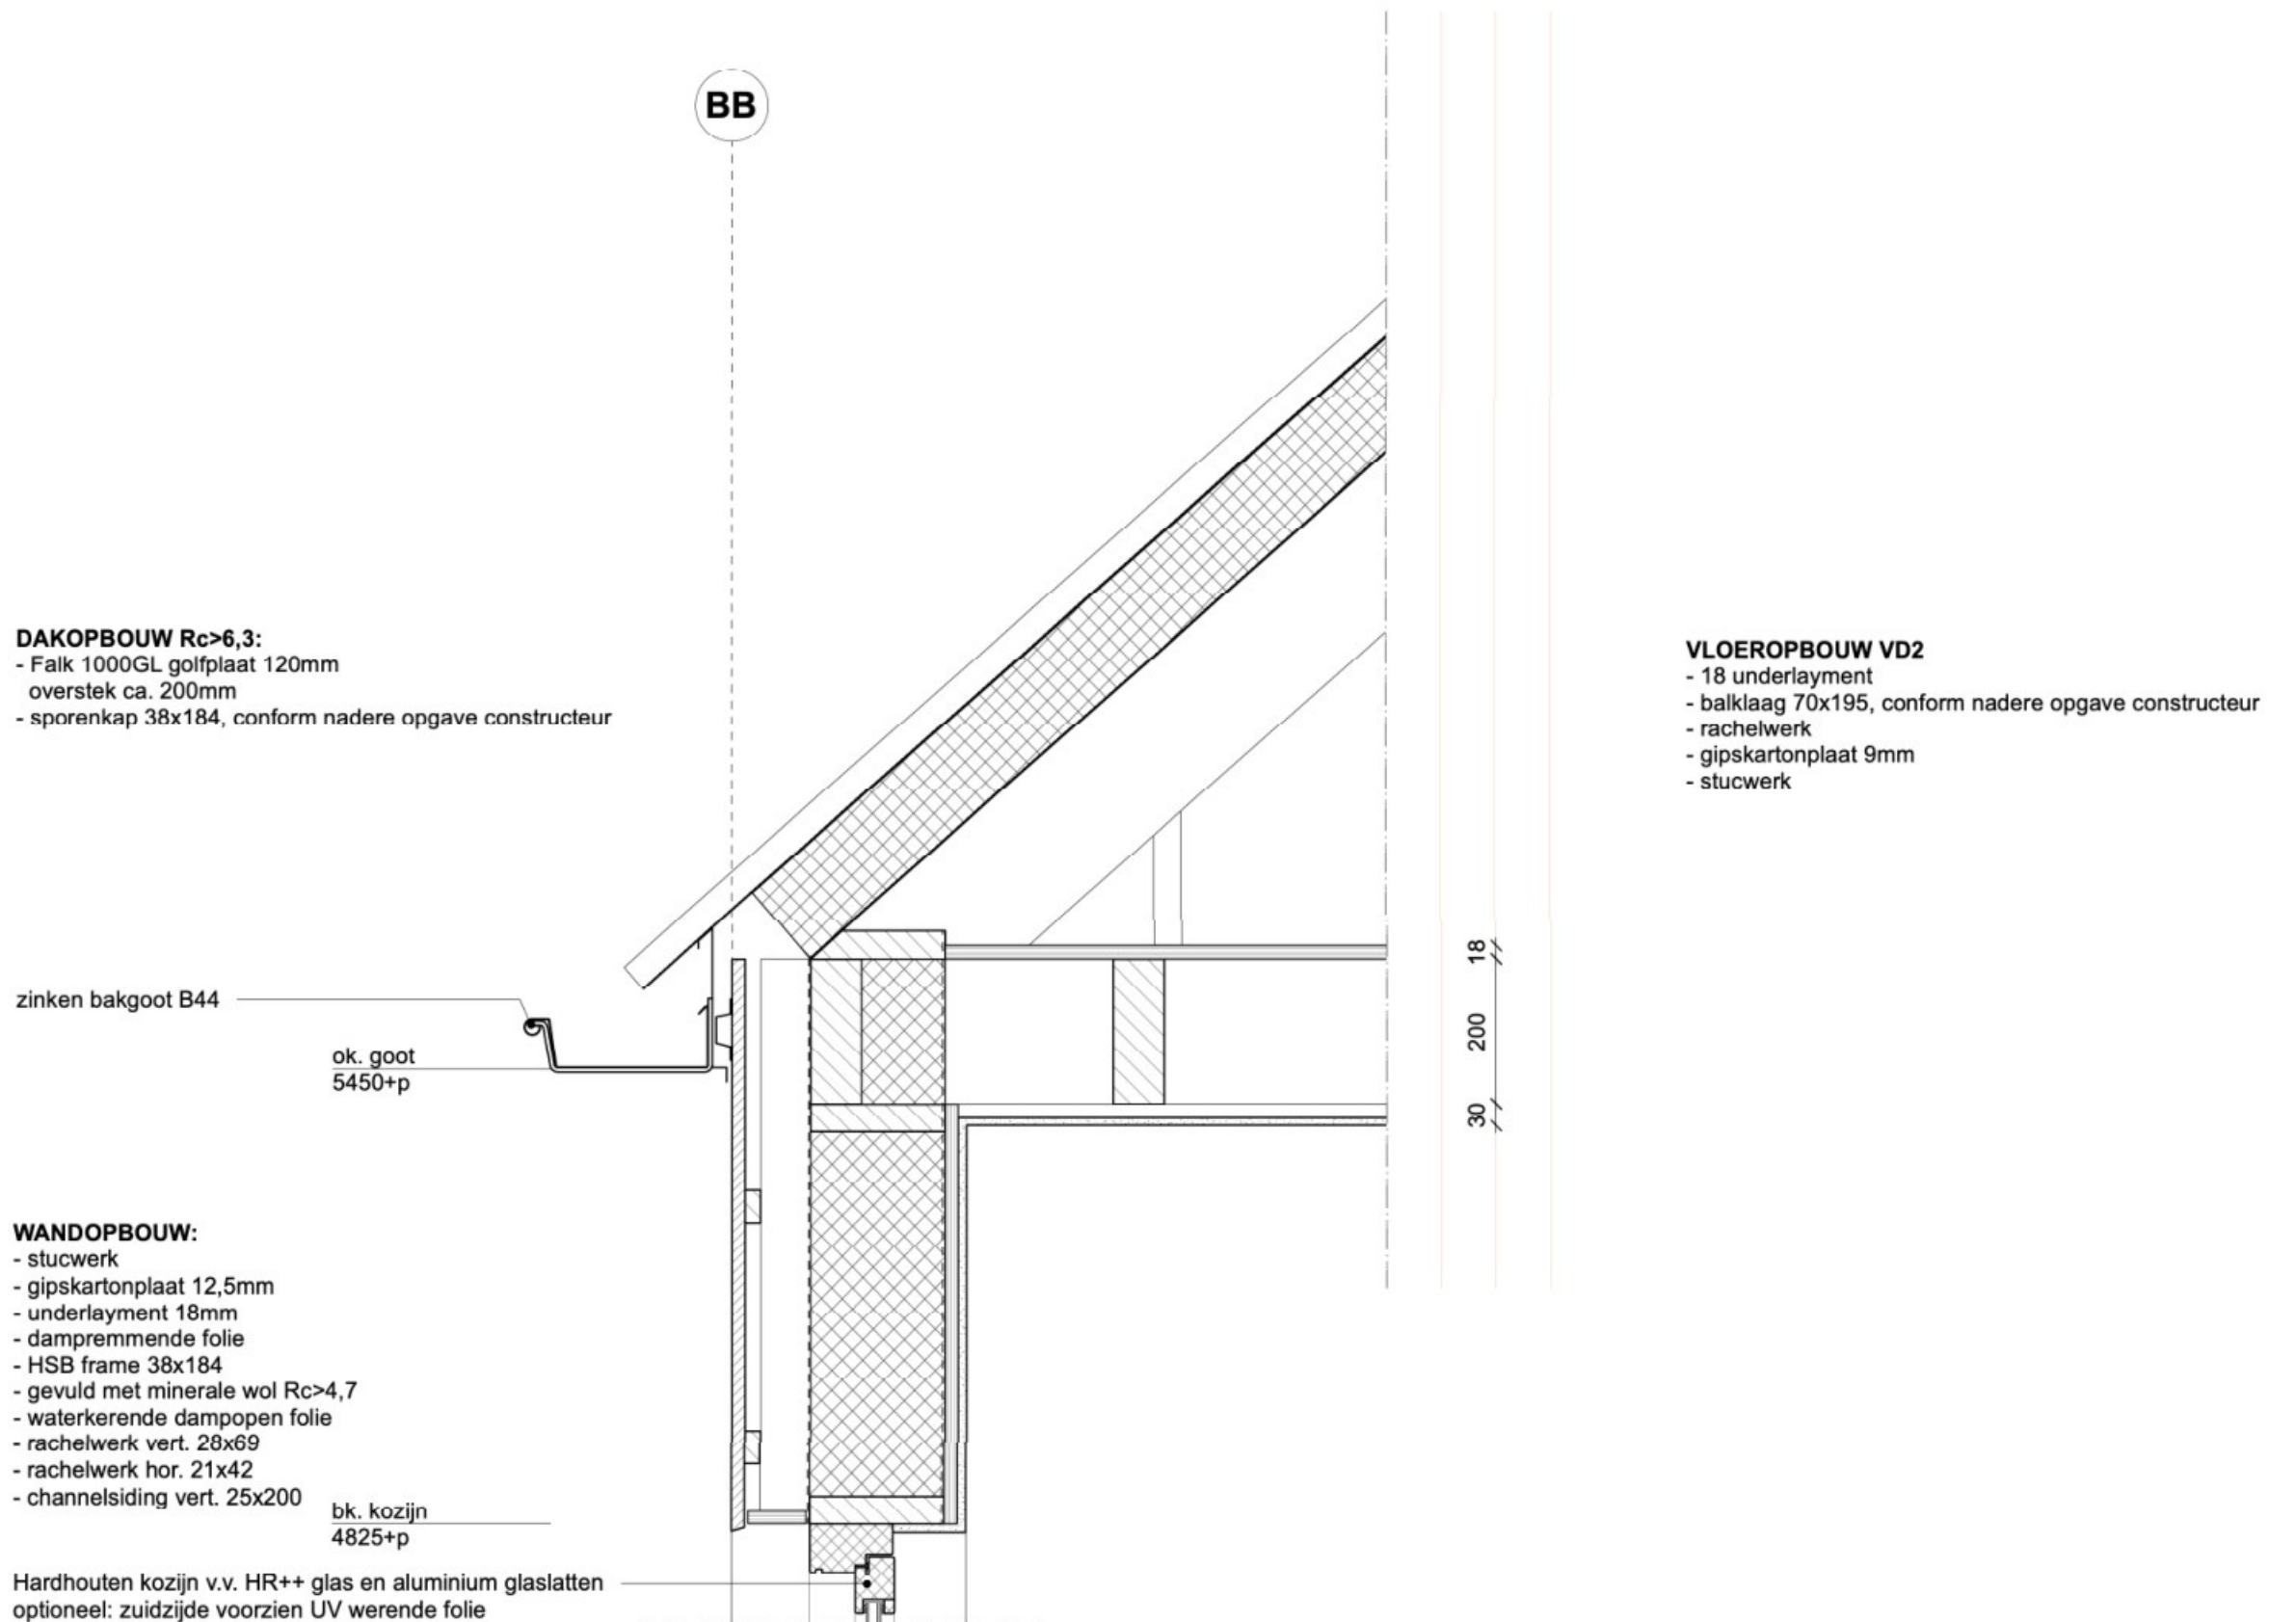 BB
DAKOPBOUW Rc>6,3:
- Falk 1000GL golfplaat 120mm
overstek ca. 200mm
- sporenkap 38x184, conform nadere opgave constructeur
VLOEROPBOUW VD2
- 18 underlayment
- balklaag 70x195, conform nadere opgave constructeur
- rachelwerk
- gipskartonplaat 9mm
- stucwerk
18
200
30
zinken bakgoot B44
ok. goot
5450+p
WANDOPBOUW:
- stucwerk
- gipskartonplaat 12,5mm
- underlayment 18mm
- dampremmende folie
- HSB frame 38x184
- gevuld met minerale wol Rc>4,7
- waterkerende dampopen folie
- rachelwerk vert. 28x69
- rachelwerk hor. 21x42
- channelsiding vert. 25x200
bk. kozijn
4825+p
Hardhouten kozijn v.v. HR++ glas en aluminium glaslatten
optioneel: zuidzijde voorzien UV werende folie